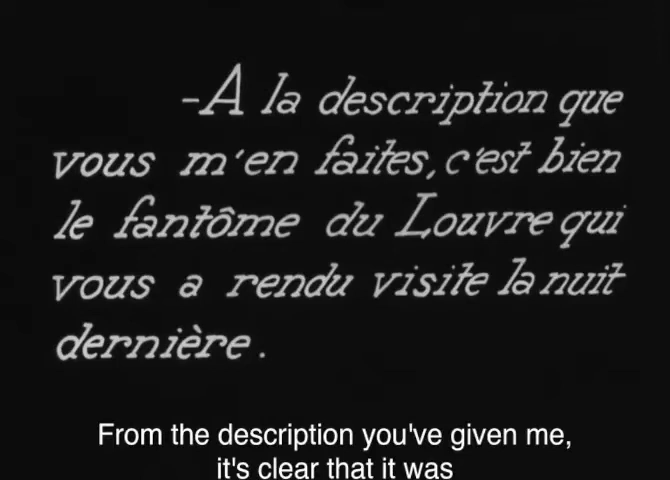 -A la description que
vous m'en faites, c'est bien
le fantôme du Louvre qui
vous a rendu visite la nuit
dernière.
From the description you've given me,
it's clear that it was